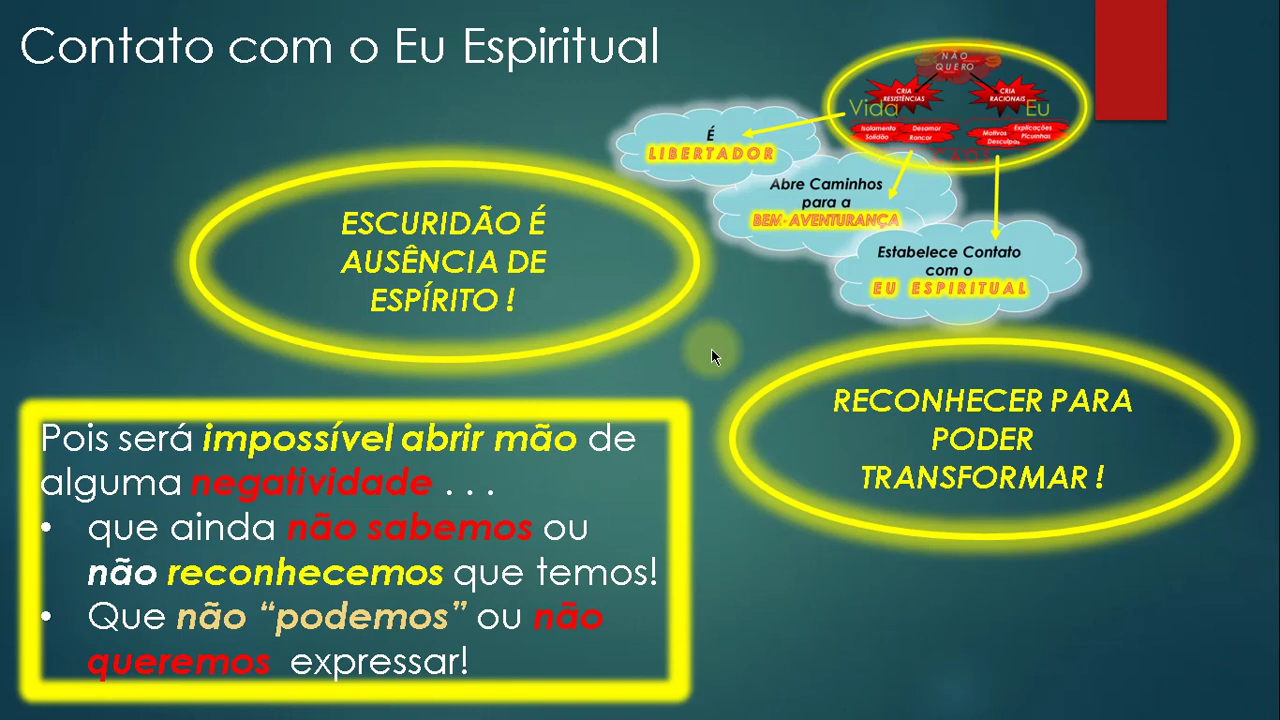 Contato com o Eu Espiritual
NÃO
QUERO
CRIA
RESISTÊNCIAS
CRIA
RACIONAIS
Vida
Eu
Isolamento
Solidão
Desamor
Rancor
Motivos
Desculpas
Explicações
Picuinhas
CAOS
É
LIBERTADOR
Abre Caminhos
para a
BEM-AVENTURANÇA
Estabelece Contato
com o
EU ESPIRITUAL
ESCURIDÃO É
AUSÊNCIA DE
ESPÍRITO !
RECONHECER PARA
PODER
TRANSFORMAR !
Pois será impossível abrir mão de
alguma negatividade . . .
• que ainda não sabemos ou
não reconhecemos que temos!
• Que não “podemos” ou não
queremos expressar!